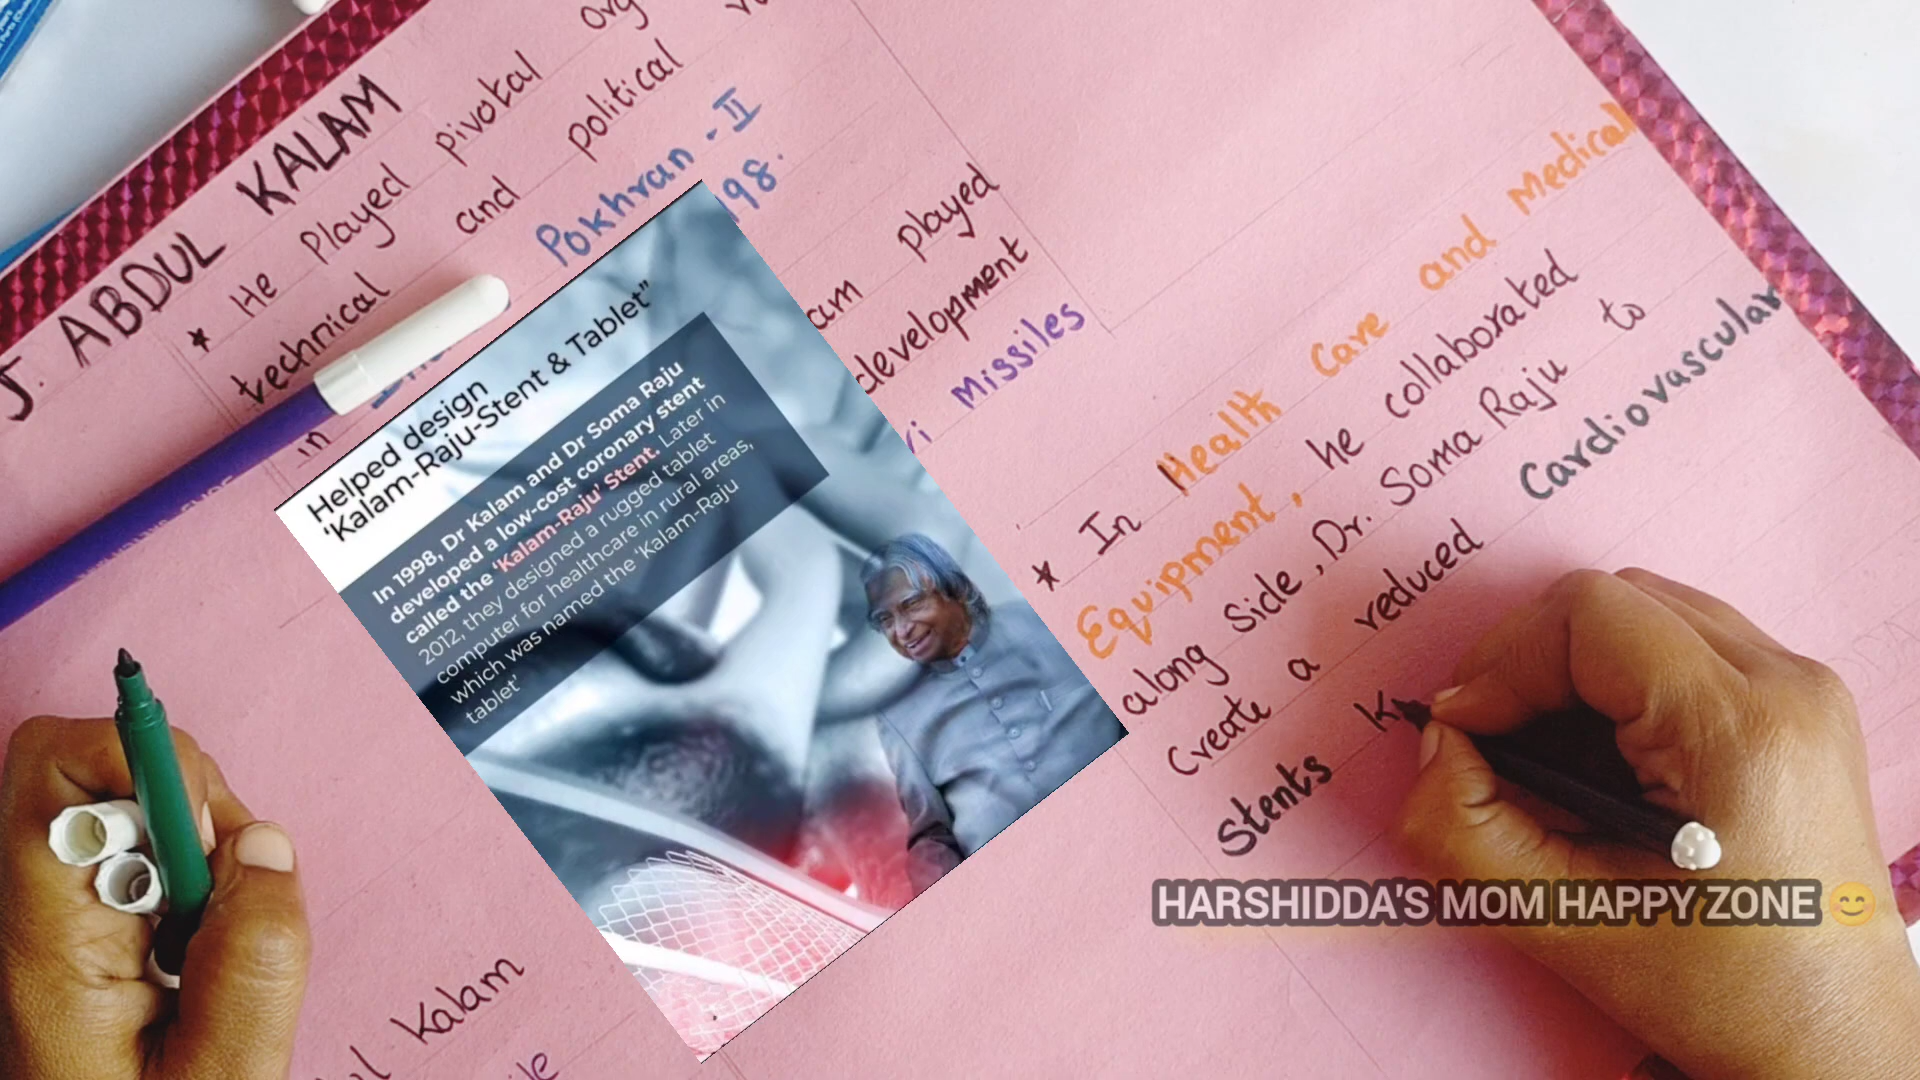 J. ABDUL KALAM
* He Played pivotal
technical and political
in
Pokhran - II
played
development
Missiles
Helped design
'Kalam-Raju-Stent & Tablet"
In 1998, Dr Kalam and Dr Soma Raju
developed a low-cost coronary stent
called the 'Kalam-Raju' Stent. Later in
2012, they designed a rugged tablet
computer for healthcare in rural areas,
which was named the 'Kalam-Raju
tablet'
* In Health Care and Medical
Equipment, he collaborated
along Side, Dr. Soma Raju to
Create a reduced Cardiovascular
Stents K
Kalam
HARSHIDDA'S MOM HAPPY ZONE 😊